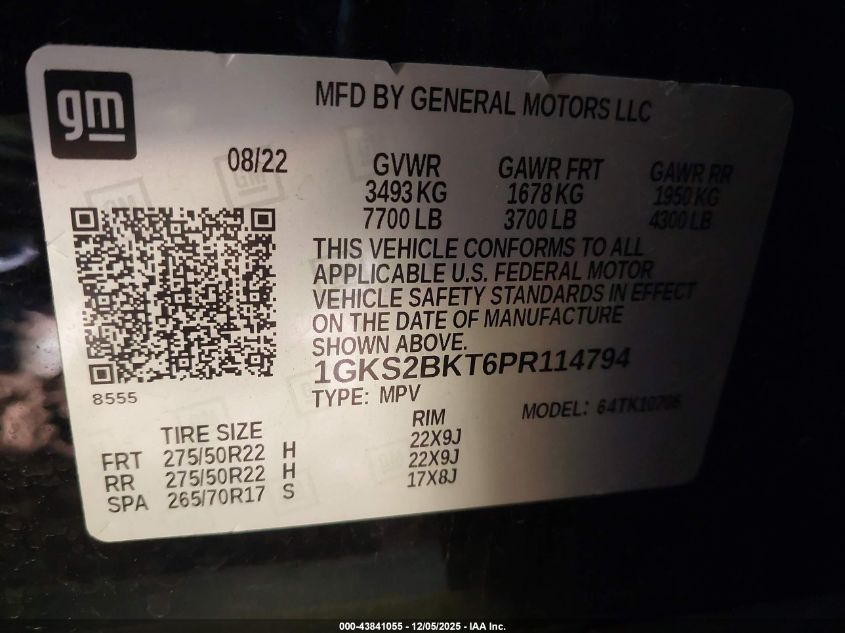 gm
MFD BY GENERAL MOTORS LLC
08/22 GVWR GAWR FRT GAWR RR
3493 KG 1678 KG 1950 KG
7700 LB 3700 LB 4300 LB
THIS VEHICLE CONFORMS TO ALL
APPLICABLE U.S. FEDERAL MOTOR
VEHICLE SAFETY STANDARDS IN EFFECT
ON THE DATE OF MANUFACTURE
SHOWN ABOVE.
1GKS2BKT6PR114794
8555
TYPE: MPV MODEL: 64TK10706
TIRE SIZE RIM
FRT 275/50R22 H 22X9J
RR 275/50R22 H 22X9J
SPA 265/70R17 S 17X8J
000-43841055 - 12/05/2025 - IAA Inc.